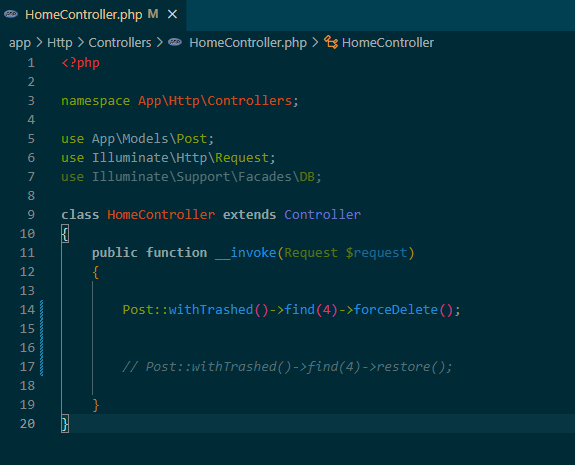 HomeController.php M ×
app > Http > Controllers > HomeController.php > HomeController
1 <?php
2
3 namespace App\Http\Controllers;
4
5 use App\Models\Post;
6 use Illuminate\Http\Request;
7 use Illuminate\Support\Facades\DB;
8
9 class HomeController extends Controller
10 {
11     public function __invoke(Request $request)
12     {
13
14         Post::withTrashed()->find(4)->forceDelete();
15
16
17         // Post::withTrashed()->find(4)->restore();
18
19     }
20 }